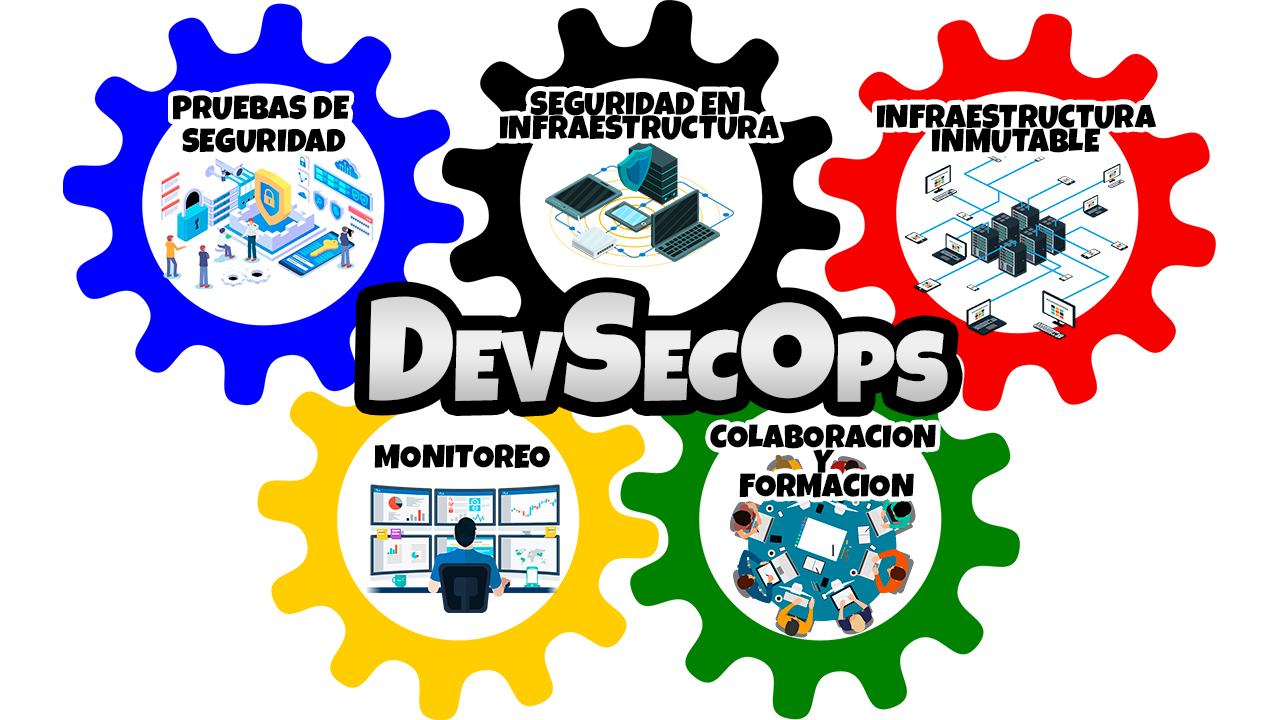 PRUEBAS DE
SEGURIDAD
SEGURIDAD EN
INFRAESTRUCTURA
INFRAESTRUCTURA
INMUTABLE
DEVSECOPS
MONITOREO
COLABORACION
Y
FORMACION